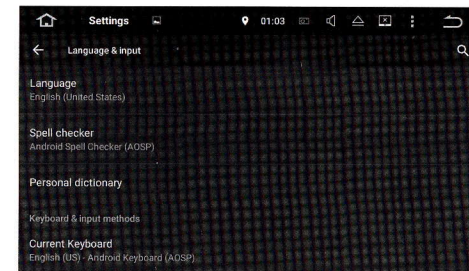 Settings 01:03
Language & input
Language
English (United States)
Spell checker
Android Spell Checker (AOSP)
Personal dictionary
Keyboard & input methods
Current Keyboard
English (US) - Android Keyboard (AOSP)